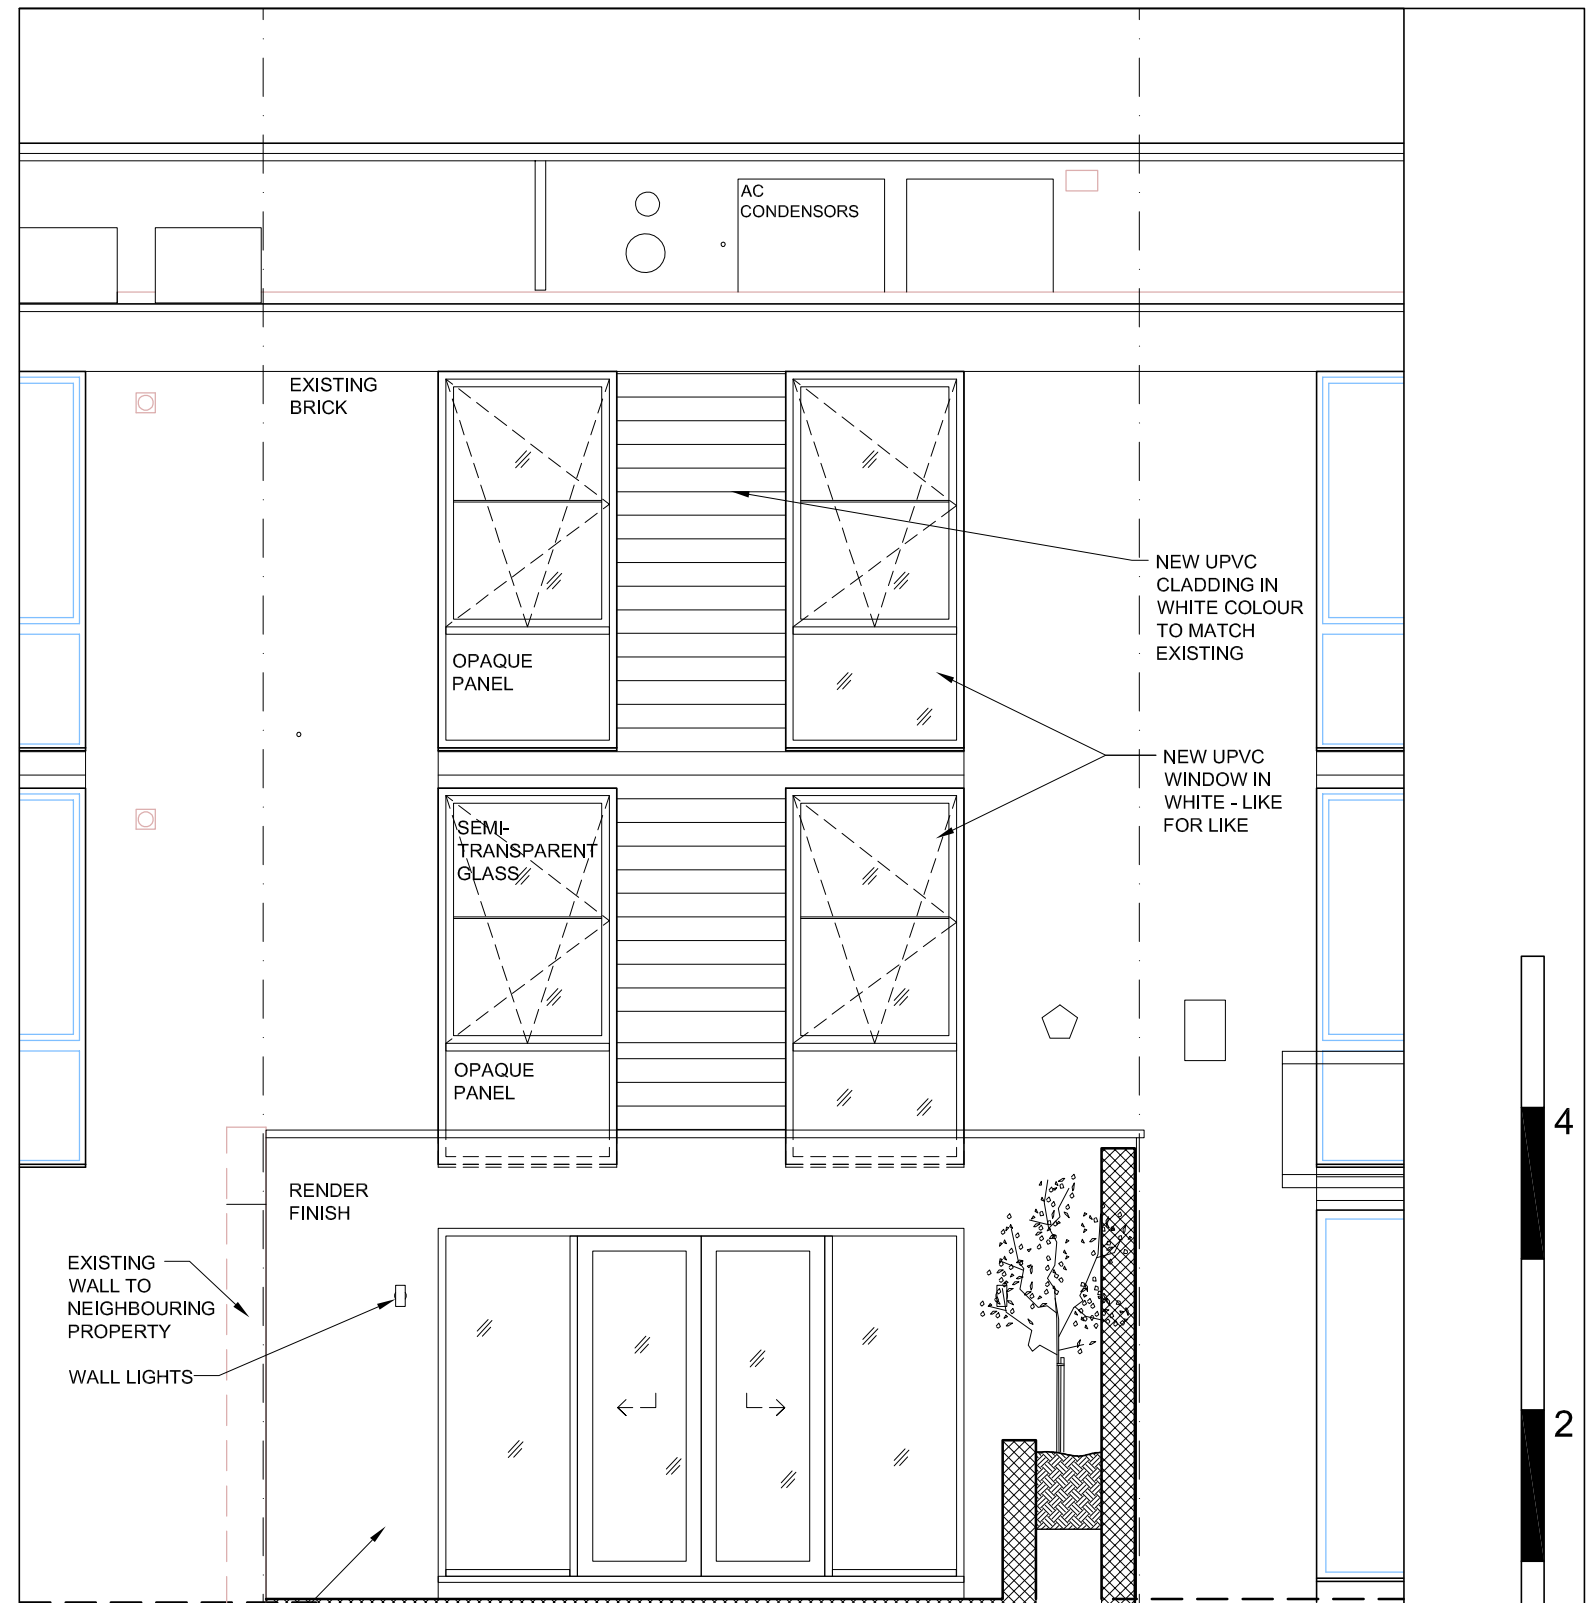 AC
CONDENSORS
EXISTING
BRICK
NEW UPVC
CLADDING IN
WHITE COLOUR
TO MATCH
EXISTING
OPAQUE
PANEL
NEW UPVC
WINDOW IN
WHITE - LIKE
FOR LIKE
SEMI-
TRANSPARENT
GLASS
OPAQUE
PANEL
4
RENDER
FINISH
EXISTING
WALL TO
NEIGHBOURING
PROPERTY
WALL LIGHTS
2